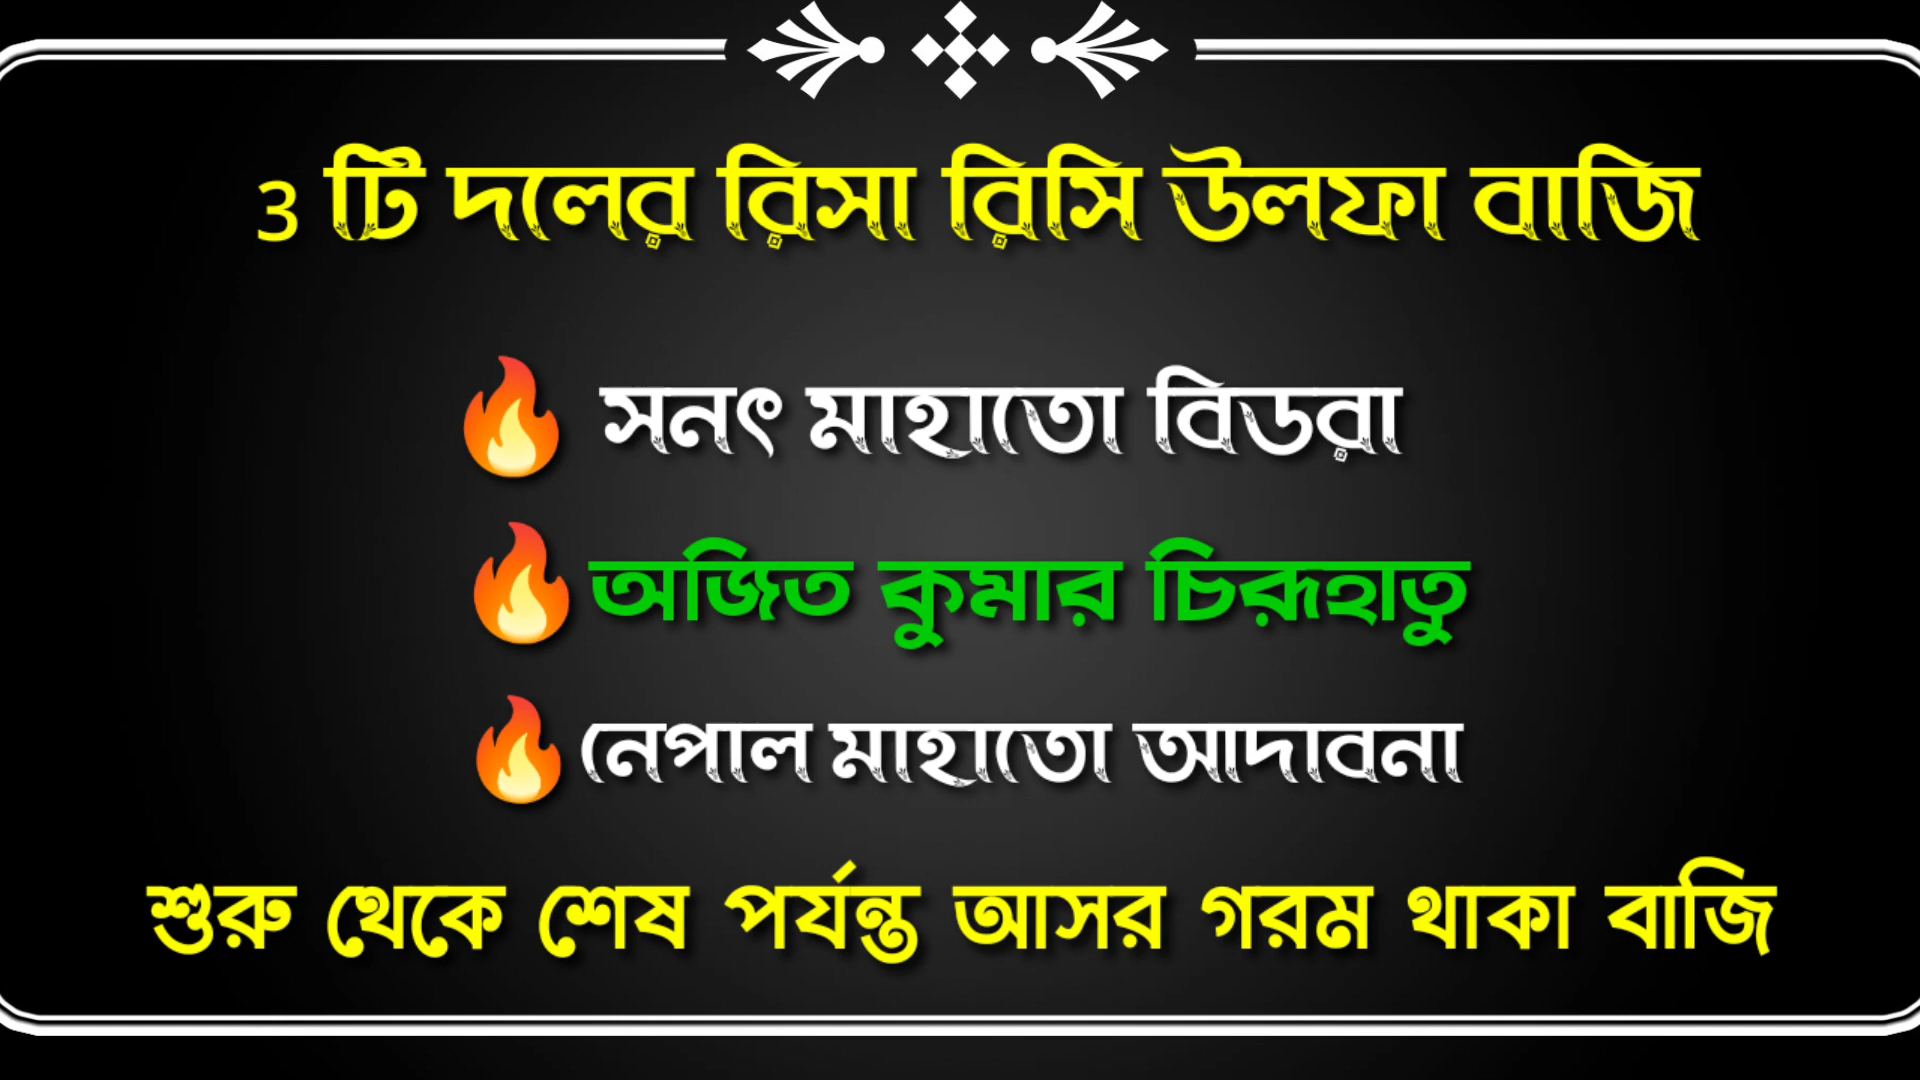 3 টি দলের রিসা রিসি উলফা বাজি
🔥 সনৎ মাহাতো বিডরা
🔥 অজিত কুমার চিরূহাতু
🔥 নেপাল মাহাতো আদাবনা
শুরু থেকে শেষ পর্যন্ত আসর গরম থাকা বাজি